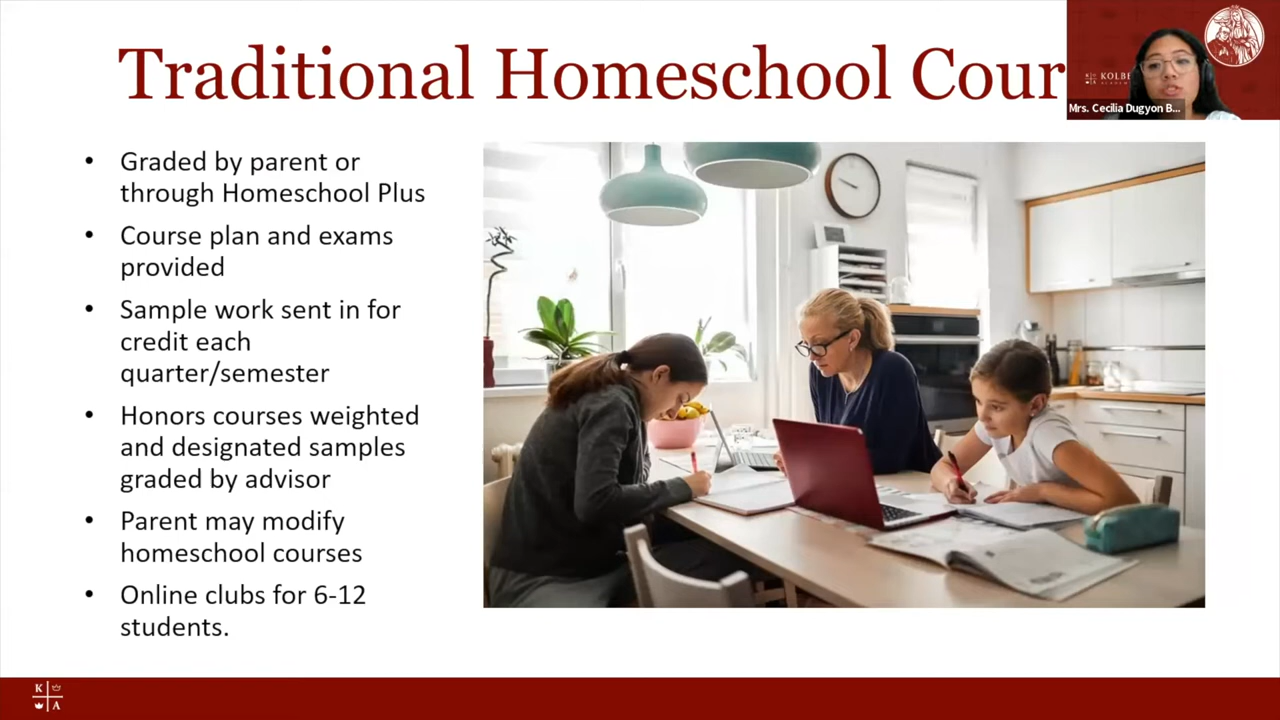 Traditional Homeschool Cour
KOLBE
Mrs. Cecilia Dugyon B...
• Graded by parent or
through Homeschool Plus
• Course plan and exams
provided
• Sample work sent in for
credit each
quarter/semester
• Honors courses weighted
and designated samples
graded by advisor
• Parent may modify
homeschool courses
• Online clubs for 6-12
students.
K
A